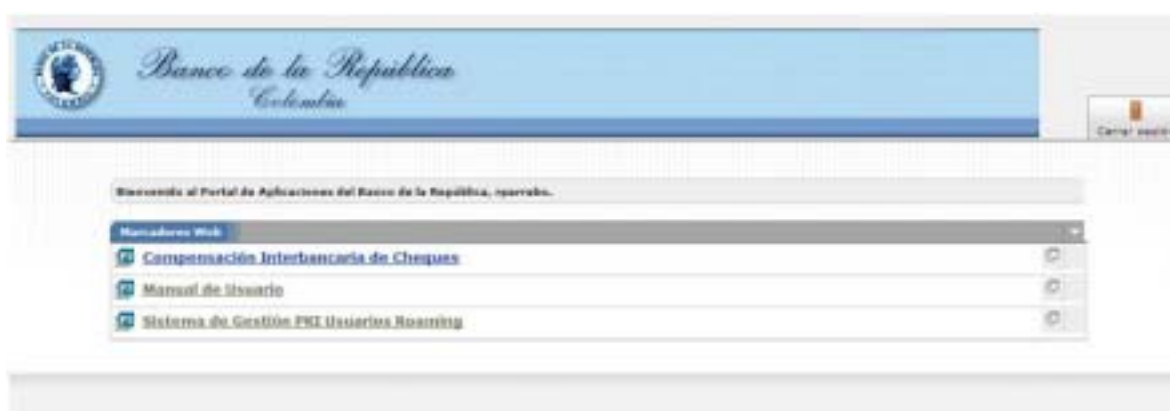 Banco de la República
Colombia
Cerrar
Bienvenido al Portal de Aplicaciones del Banco de la República,
Marcadores Web
Compensación Interbancaria de Cheques
Manual de Usuario
Sistema de Gestión PKI Usuarios Roaming